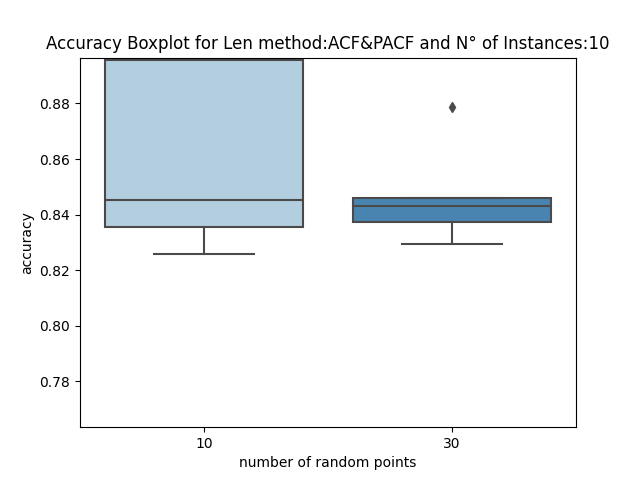 Accuracy Boxplot for Len method:ACF&PACF and N° of Instances:10
accuracy
0.88
0.86
0.84
0.82
0.80
0.78
10
30
number of random points